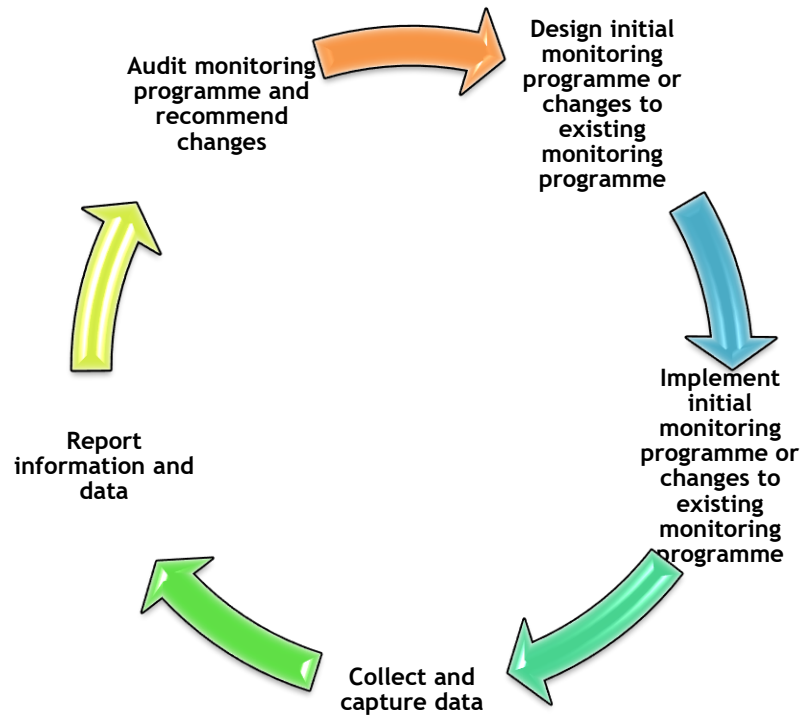 Design initial
monitoring
programme or
changes to
existing
monitoring
programme
Implement
initial
monitoring
programme or
changes to
existing
monitoring
programme
Collect and
capture data
Report
information and
data
Audit monitoring
programme and
recommend
changes